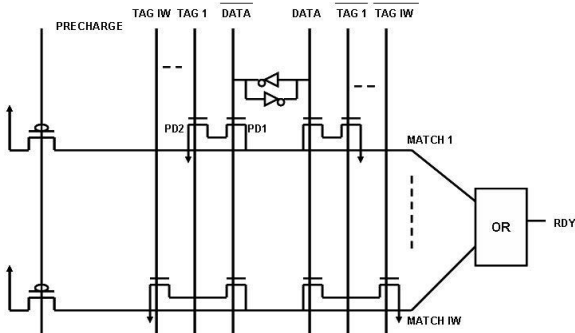 PRECHARGE
TAG IW TAG 1 DATA DATA TAG 1 TAG IW
PD2 PD1
MATCH 1
OR
RDY
MATCH IW